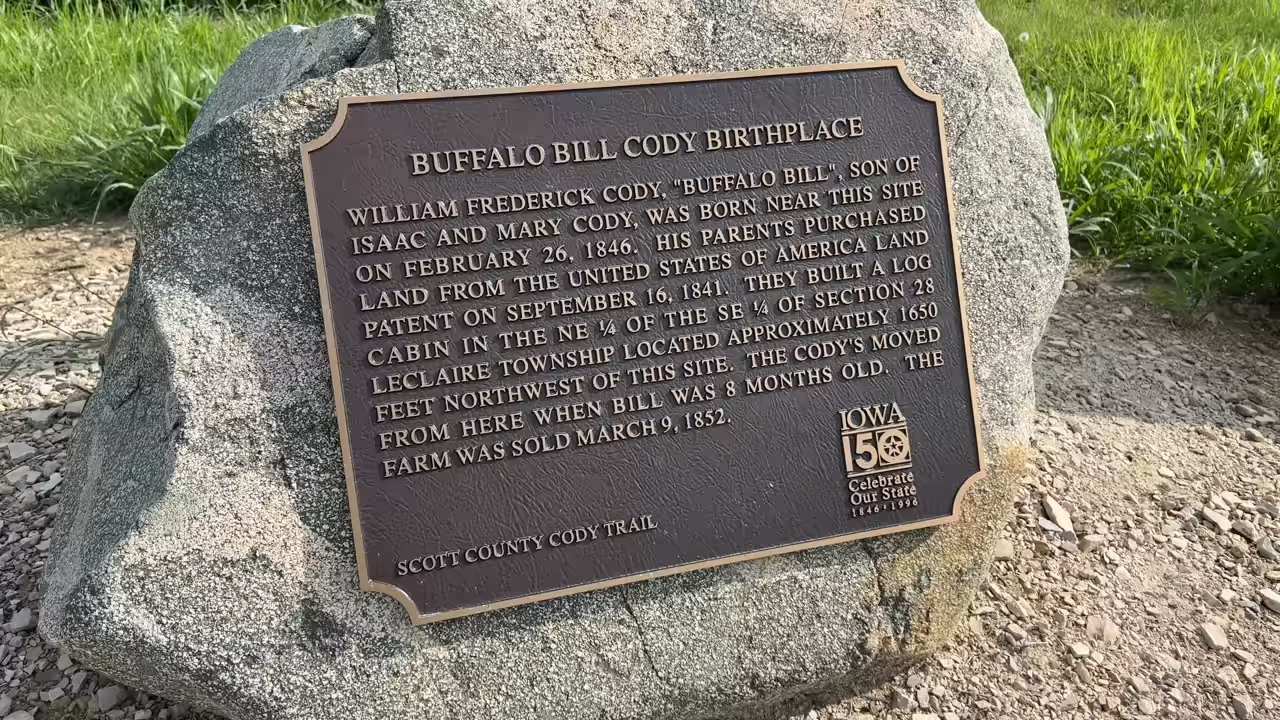 BUFFALO BILL CODY BIRTHPLACE
WILLIAM FREDERICK CODY, "BUFFALO BILL", SON OF
ISAAC AND MARY CODY, WAS BORN NEAR THIS SITE
ON FEBRUARY 26, 1846. HIS PARENTS PURCHASED
LAND FROM THE UNITED STATES OF AMERICA LAND
PATENT ON SEPTEMBER 16, 1841. THEY BUILT A LOG
CABIN IN THE NE ¼ OF THE SE ¼ OF SECTION 28
LECLAIRE TOWNSHIP LOCATED APPROXIMATELY 1650
FEET NORTHWEST OF THIS SITE. THE CODY'S MOVED
FROM HERE WHEN BILL WAS 8 MONTHS OLD. THE
FARM WAS SOLD MARCH 9, 1852.
IOWA
150
Celebrate
Our State
1846•1996
SCOTT COUNTY CODY TRAIL